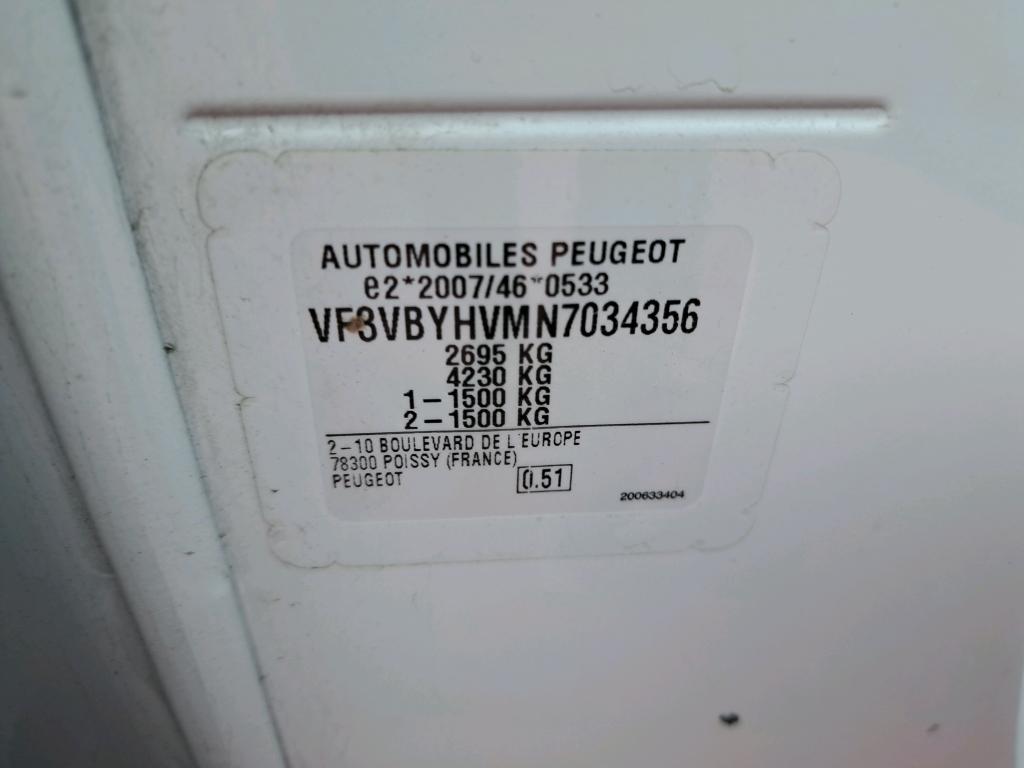 AUTOMOBILES PEUGEOT
e2*2007/46*0533
VF3VBYHVMN7034356
2695 KG
4230 KG
1-1500 KG
2-1500 KG
2-10 BOULEVARD DE L'EUROPE
78300 POISSY (FRANCE)
PEUGEOT 0.51
200633404